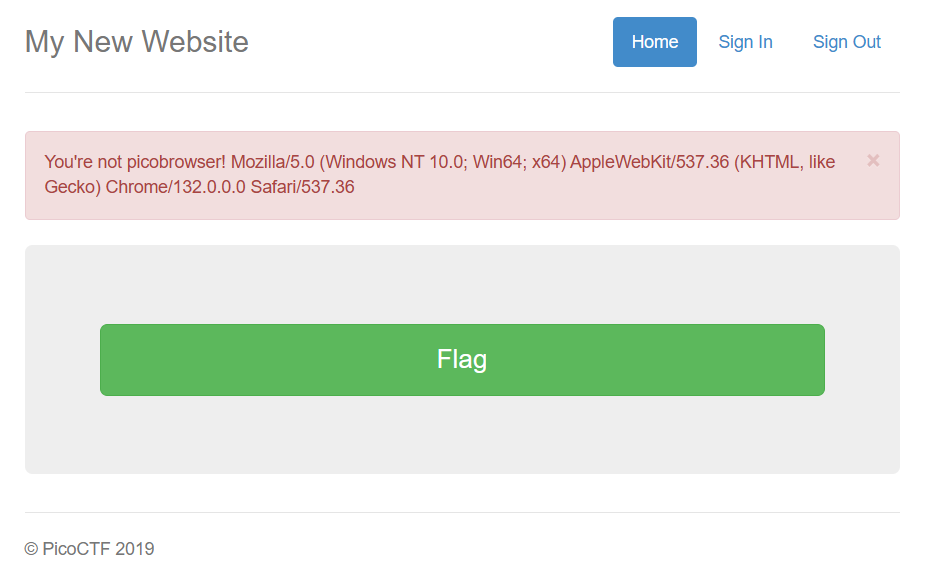 My New Website
Home
Sign In
Sign Out
You're not picobrowser! Mozilla/5.0 (Windows NT 10.0; Win64; x64) AppleWebKit/537.36 (KHTML, like
Gecko) Chrome/132.0.0.0 Safari/537.36
×
Flag
© PicoCTF 2019